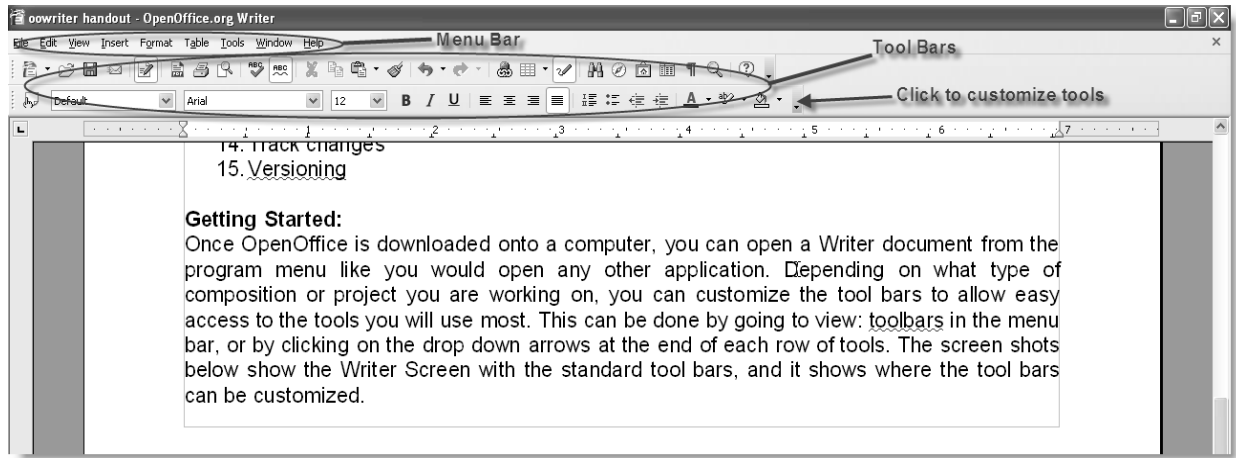 oowriter handout - OpenOffice.org Writer
File Edit View Insert Format Table Tools Window Help
Menu Bar
Tool Bars
Default Arial 12 B I U
Click to customize tools
1 2 3 4 5 6 7
14. Track changes
15. Versioning
Getting Started:
Once OpenOffice is downloaded onto a computer, you can open a Writer document from the
program menu like you would open any other application. Depending on what type of
composition or project you are working on, you can customize the tool bars to allow easy
access to the tools you will use most. This can be done by going to view: toolbars in the menu
bar, or by clicking on the drop down arrows at the end of each row of tools. The screen shots
below show the Writer Screen with the standard tool bars, and it shows where the tool bars
can be customized.